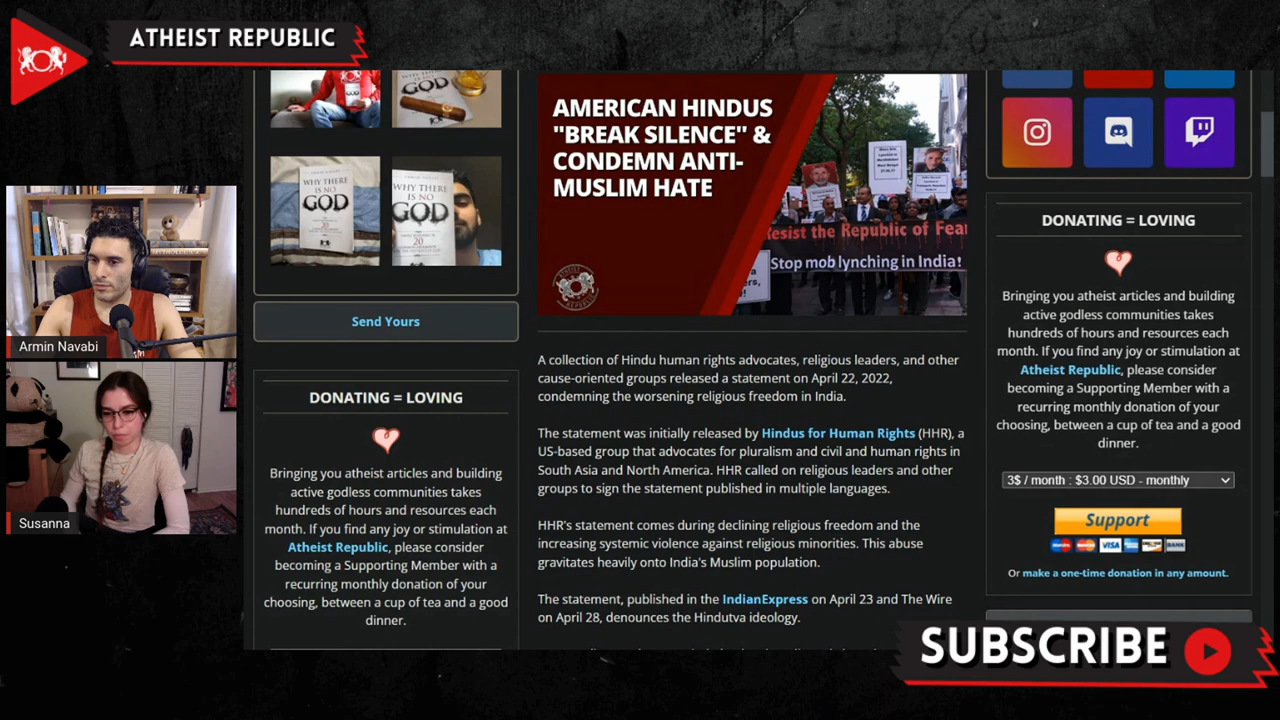 ATHEIST REPUBLIC
Armin Navabi
Susanna
GOD
WHY THERE
IS NO
GOD
WHY THERE
IS NO
GOD
20
Send Yours
DONATING = LOVING
Bringing you atheist articles and building
active godless communities takes
hundreds of hours and resources each
month. If you find any joy or stimulation at
Atheist Republic, please consider
becoming a Supporting Member with a
recurring monthly donation of your
choosing, between a cup of tea and a good
dinner.
AMERICAN HINDUS
"BREAK SILENCE" &
CONDEMN ANTI-
MUSLIM HATE
Resist the Republic of Fear
Stop mob lynching in India!
A collection of Hindu human rights advocates, religious leaders, and other
cause-oriented groups released a statement on April 22, 2022,
condemning the worsening religious freedom in India.
The statement was initially released by Hindus for Human Rights (HHR), a
US-based group that advocates for pluralism and civil and human rights in
South Asia and North America. HHR called on religious leaders and other
groups to sign the statement published in multiple languages.
HHR's statement comes during declining religious freedom and the
increasing systemic violence against religious minorities. This abuse
gravitates heavily onto India's Muslim population.
The statement, published in the IndianExpress on April 23 and The Wire
on April 28, denounces the Hindutva ideology.
DONATING = LOVING
Bringing you atheist articles and building
active godless communities takes
hundreds of hours and resources each
month. If you find any joy or stimulation at
Atheist Republic, please consider
becoming a Supporting Member with a
recurring monthly donation of your
choosing, between a cup of tea and a good
dinner.
3$ / month : $3.00 USD - monthly
Support
VISA
BANK
Or make a one-time donation in any amount.
SUBSCRIBE